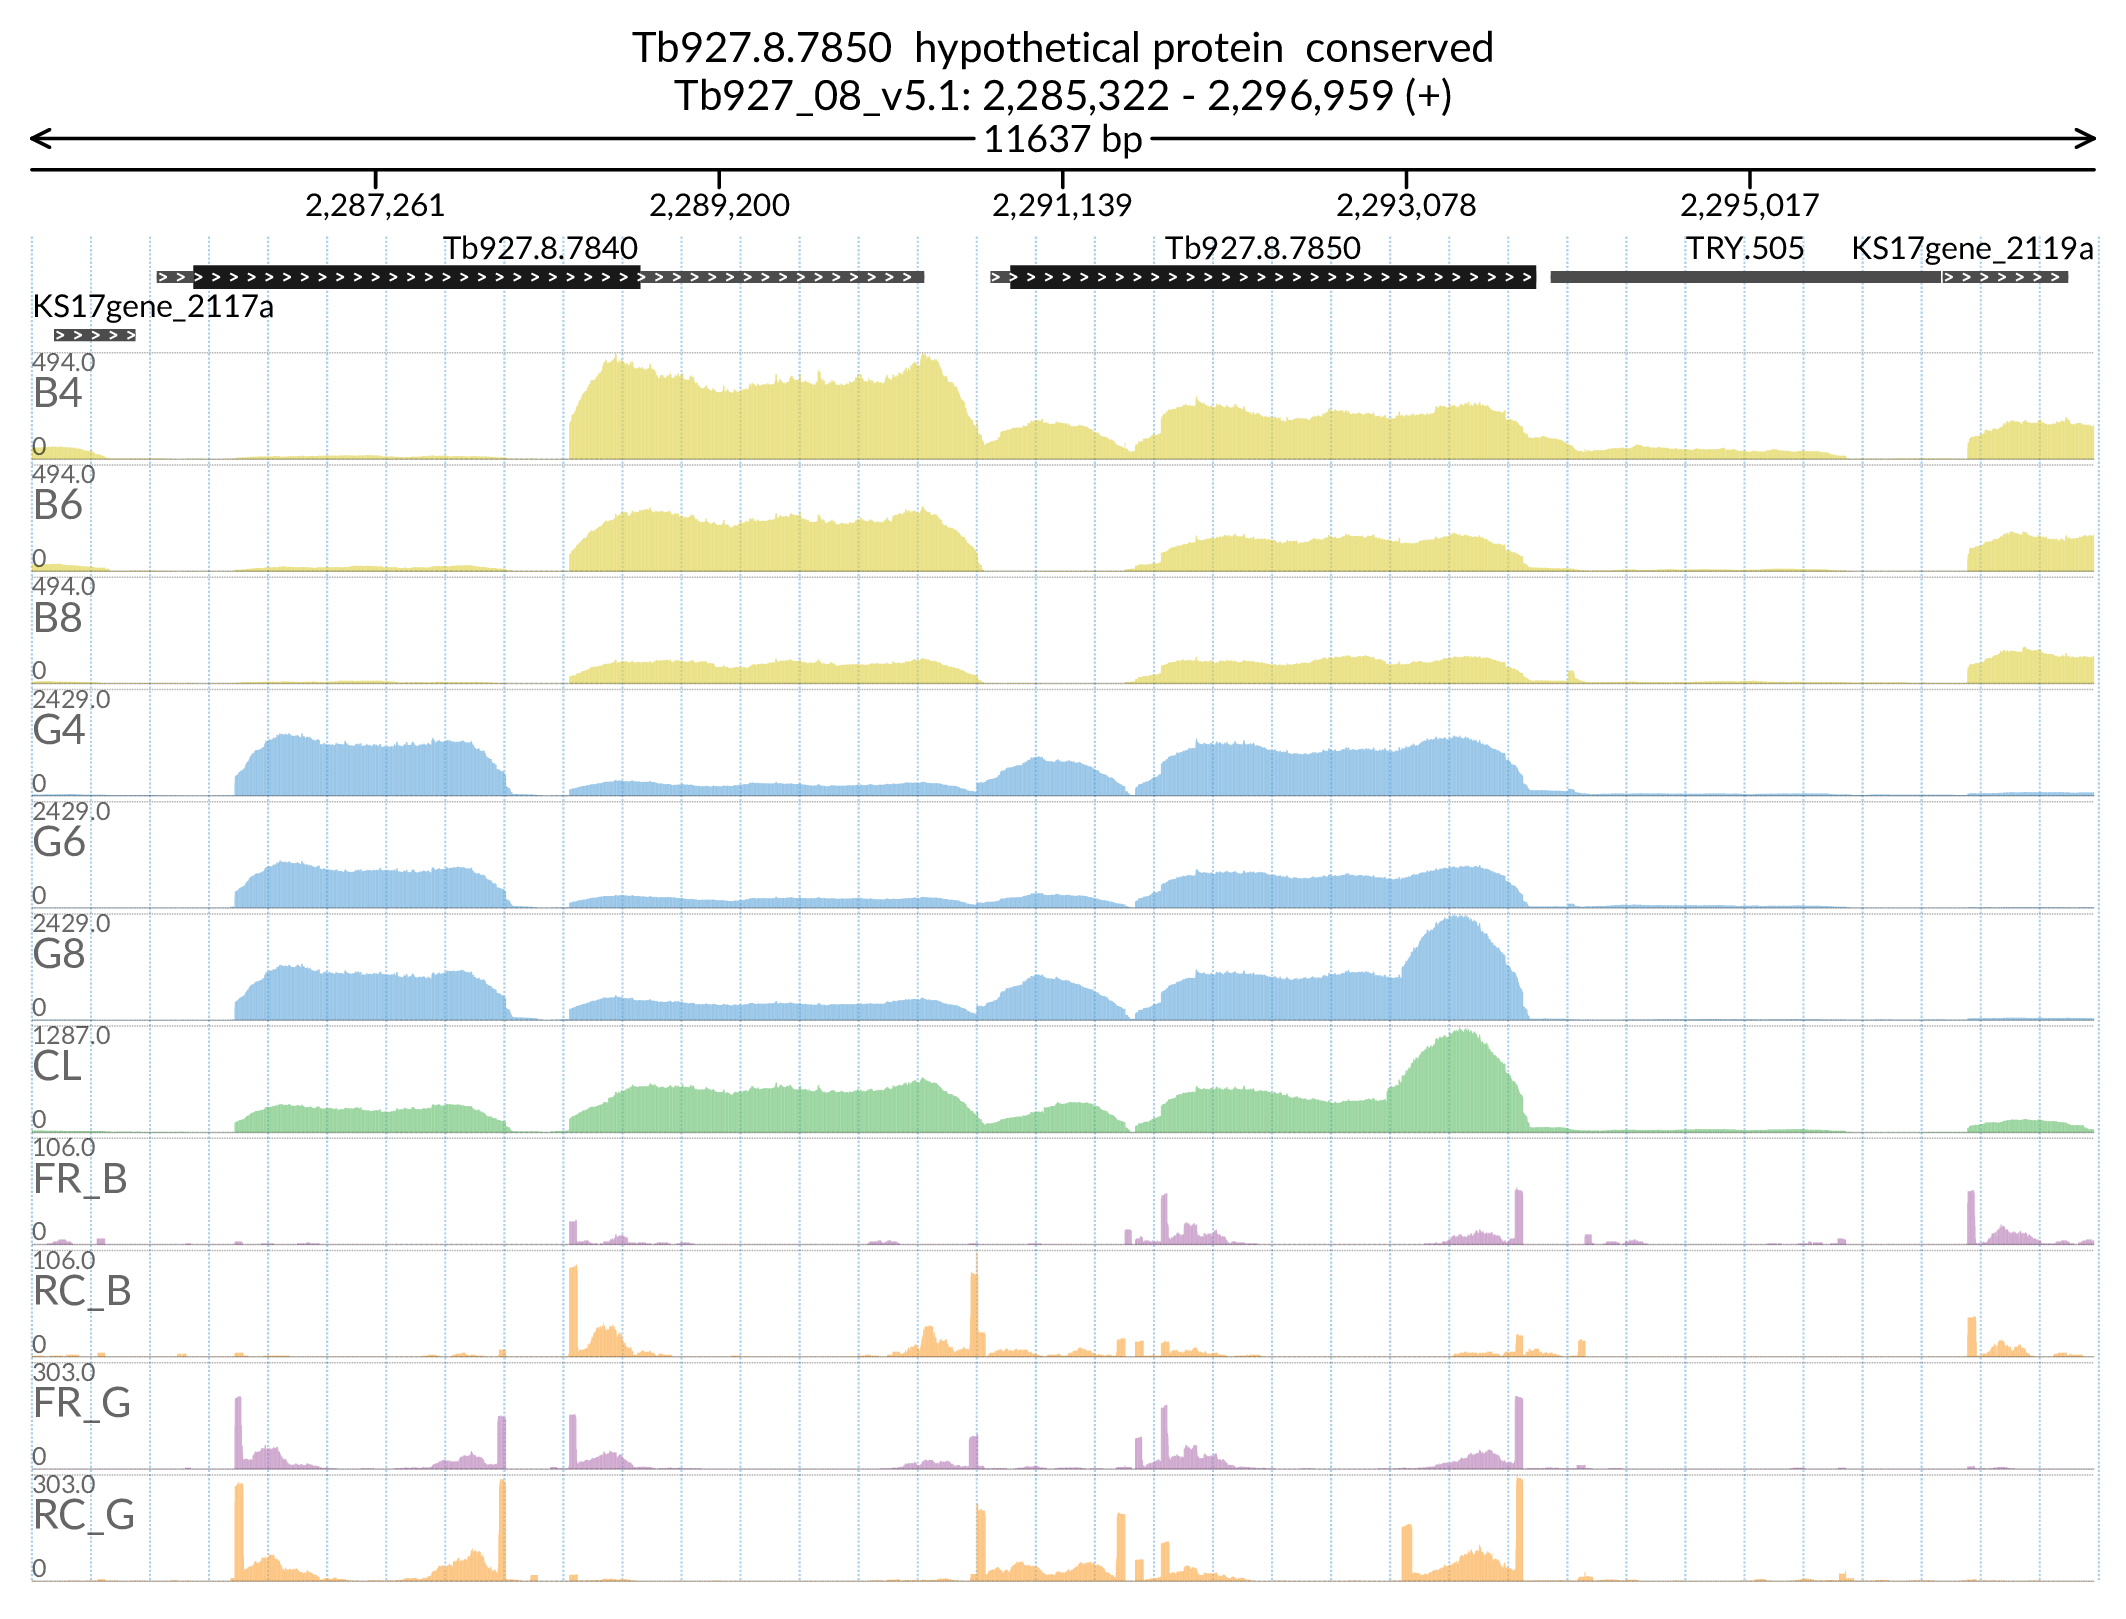 Tb927.8.7850 hypothetical protein conserved
Tb927_08_v5.1: 2,285,322 - 2,296,959 (+)
11637 bp
2,287,261 2,289,200 2,291,139 2,293,078 2,295,017
Tb927.8.7840 Tb927.8.7850 TRY.505 KS17gene_2119a
KS17gene_2117a
494.0
B4
0
494.0
B6
0
494.0
B8
0
2429.0
G4
0
2429.0
G6
0
2429.0
G8
0
1287.0
CL
0
106.0
FR_B
0
106.0
RC_B
0
303.0
FR_G
0
303.0
RC_G
0